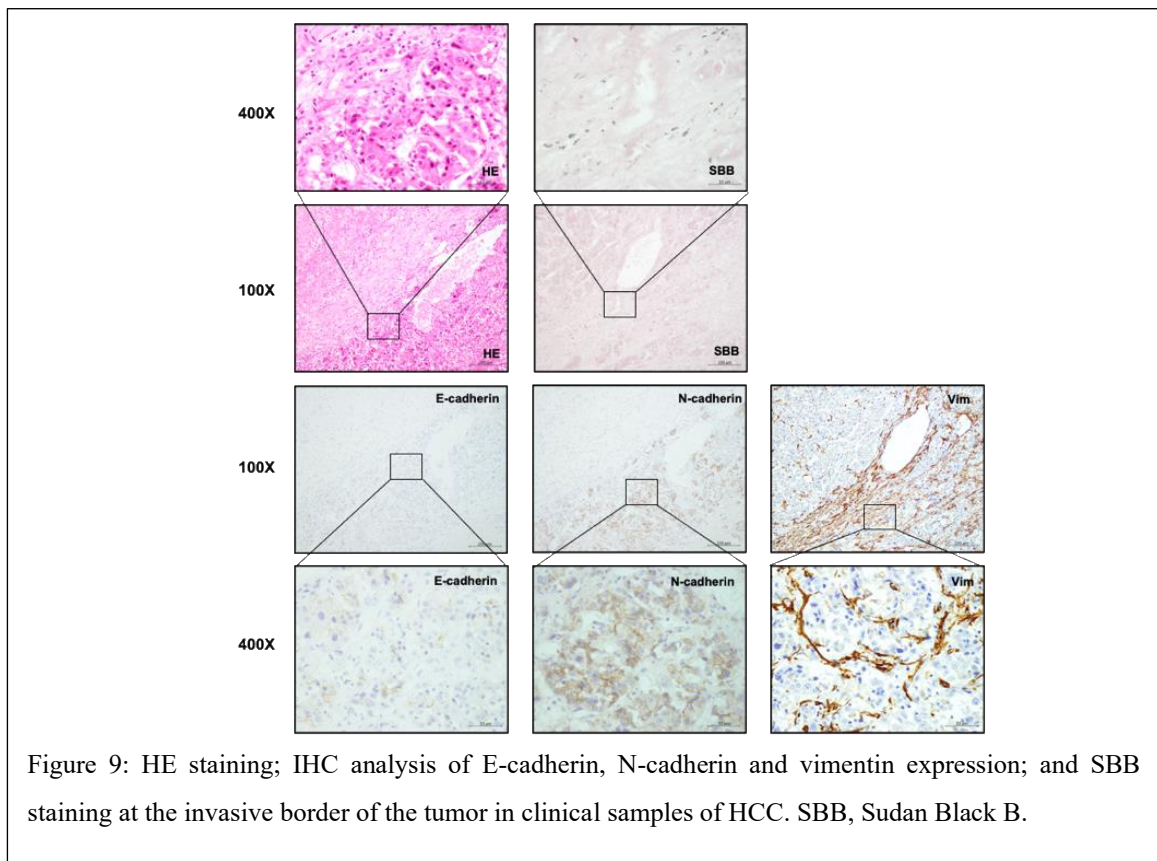 400X
HE
SBB
100X
HE
SBB
E-cadherin
N-cadherin
Vim
100X
E-cadherin
N-cadherin
Vim
400X
Figure 9: HE staining; IHC analysis of E-cadherin, N-cadherin and vimentin expression; and SBB
staining at the invasive border of the tumor in clinical samples of HCC. SBB, Sudan Black B.